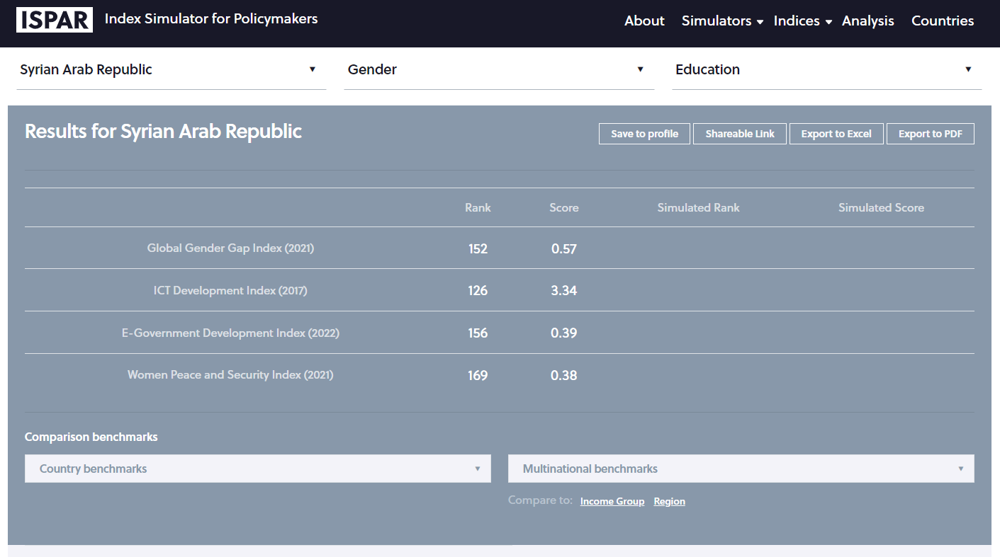 ISPAR Index Simulator for Policymakers About Simulators Indices Analysis Countries
Syrian Arab Republic Gender Education
Results for Syrian Arab Republic Save to profile Shareable Link Export to Excel Export to PDF
Rank Score Simulated Rank Simulated Score
Global Gender Gap Index (2021) 152 0.57
ICT Development Index (2017) 126 3.34
E-Government Development Index (2022) 156 0.39
Women Peace and Security Index (2021) 169 0.38
Comparison benchmarks
Country benchmarks Multinational benchmarks
Compare to: Income Group Region